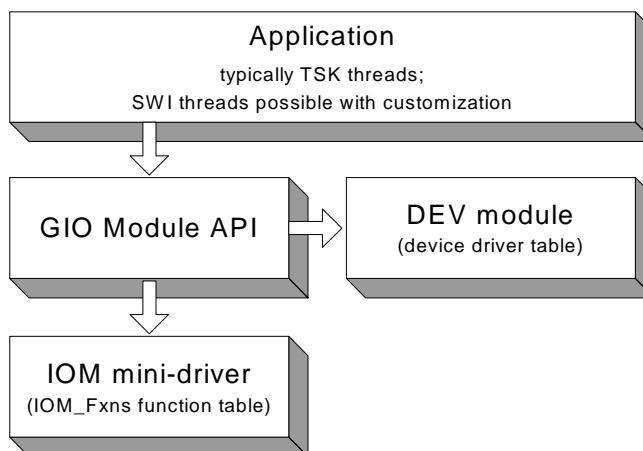 Application
typically TSK threads;
SWI threads possible with customization
GIO Module API
DEV module
(device driver table)
IOM mini-driver
(IOM_Fxns function table)